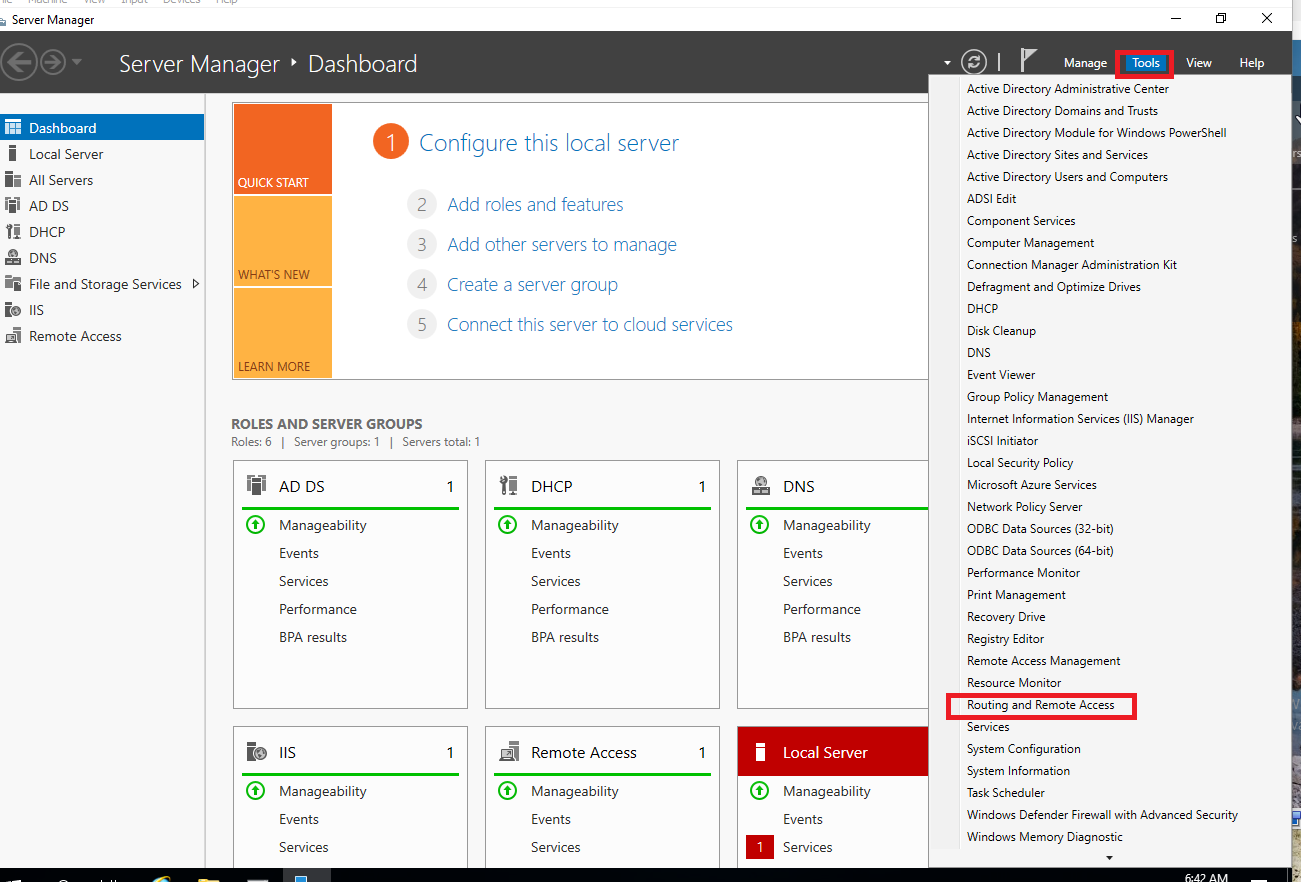 Machine View Input Devices Help
Server Manager
Server Manager ‣ Dashboard
Manage Tools View Help
Dashboard
Local Server
All Servers
AD DS
DHCP
DNS
File and Storage Services
IIS
Remote Access
QUICK START
WHAT'S NEW
LEARN MORE
1 Configure this local server
2 Add roles and features
3 Add other servers to manage
4 Create a server group
5 Connect this server to cloud services
ROLES AND SERVER GROUPS
Roles: 6 | Server groups: 1 | Servers total: 1
AD DS 1
Manageability
Events
Services
Performance
BPA results
DHCP 1
Manageability
Events
Services
Performance
BPA results
DNS
Manageability
Events
Services
Performance
BPA results
IIS 1
Manageability
Events
Services
Remote Access 1
Manageability
Events
Services
Local Server
Manageability
Events
1 Services
Active Directory Administrative Center
Active Directory Domains and Trusts
Active Directory Module for Windows PowerShell
Active Directory Sites and Services
Active Directory Users and Computers
ADSI Edit
Component Services
Computer Management
Connection Manager Administration Kit
Defragment and Optimize Drives
DHCP
Disk Cleanup
DNS
Event Viewer
Group Policy Management
Internet Information Services (IIS) Manager
iSCSI Initiator
Local Security Policy
Microsoft Azure Services
Network Policy Server
ODBC Data Sources (32-bit)
ODBC Data Sources (64-bit)
Performance Monitor
Print Management
Recovery Drive
Registry Editor
Remote Access Management
Resource Monitor
Routing and Remote Access
Services
System Configuration
System Information
Task Scheduler
Windows Defender Firewall with Advanced Security
Windows Memory Diagnostic
6:42 AM